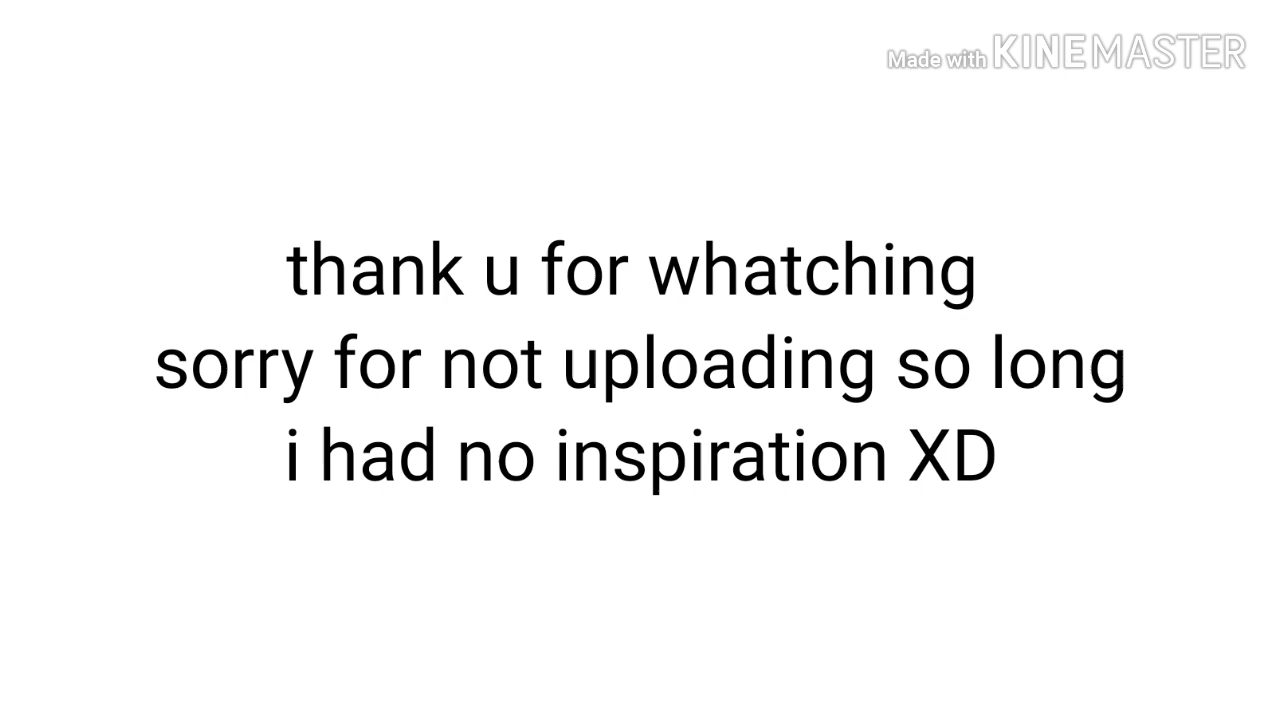 Made with KINEMASTER
thank u for whatching
sorry for not uploading so long
i had no inspiration XD